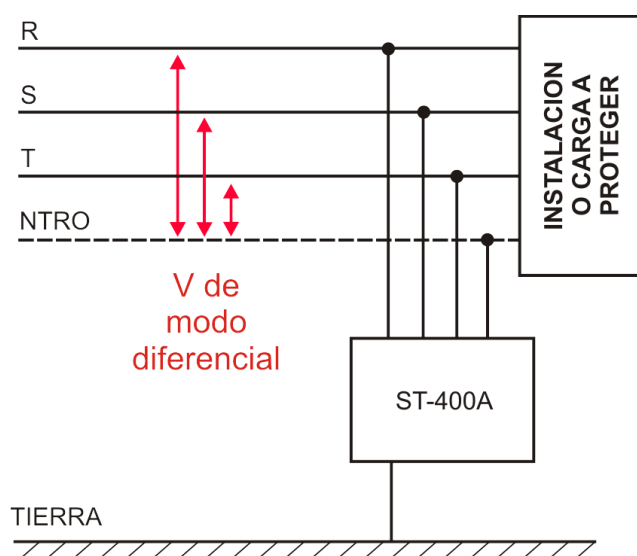 R
S
T
NTRO
INSTALACION
O CARGA A
PROTEGER
V de
modo
diferencial
ST-400A
TIERRA